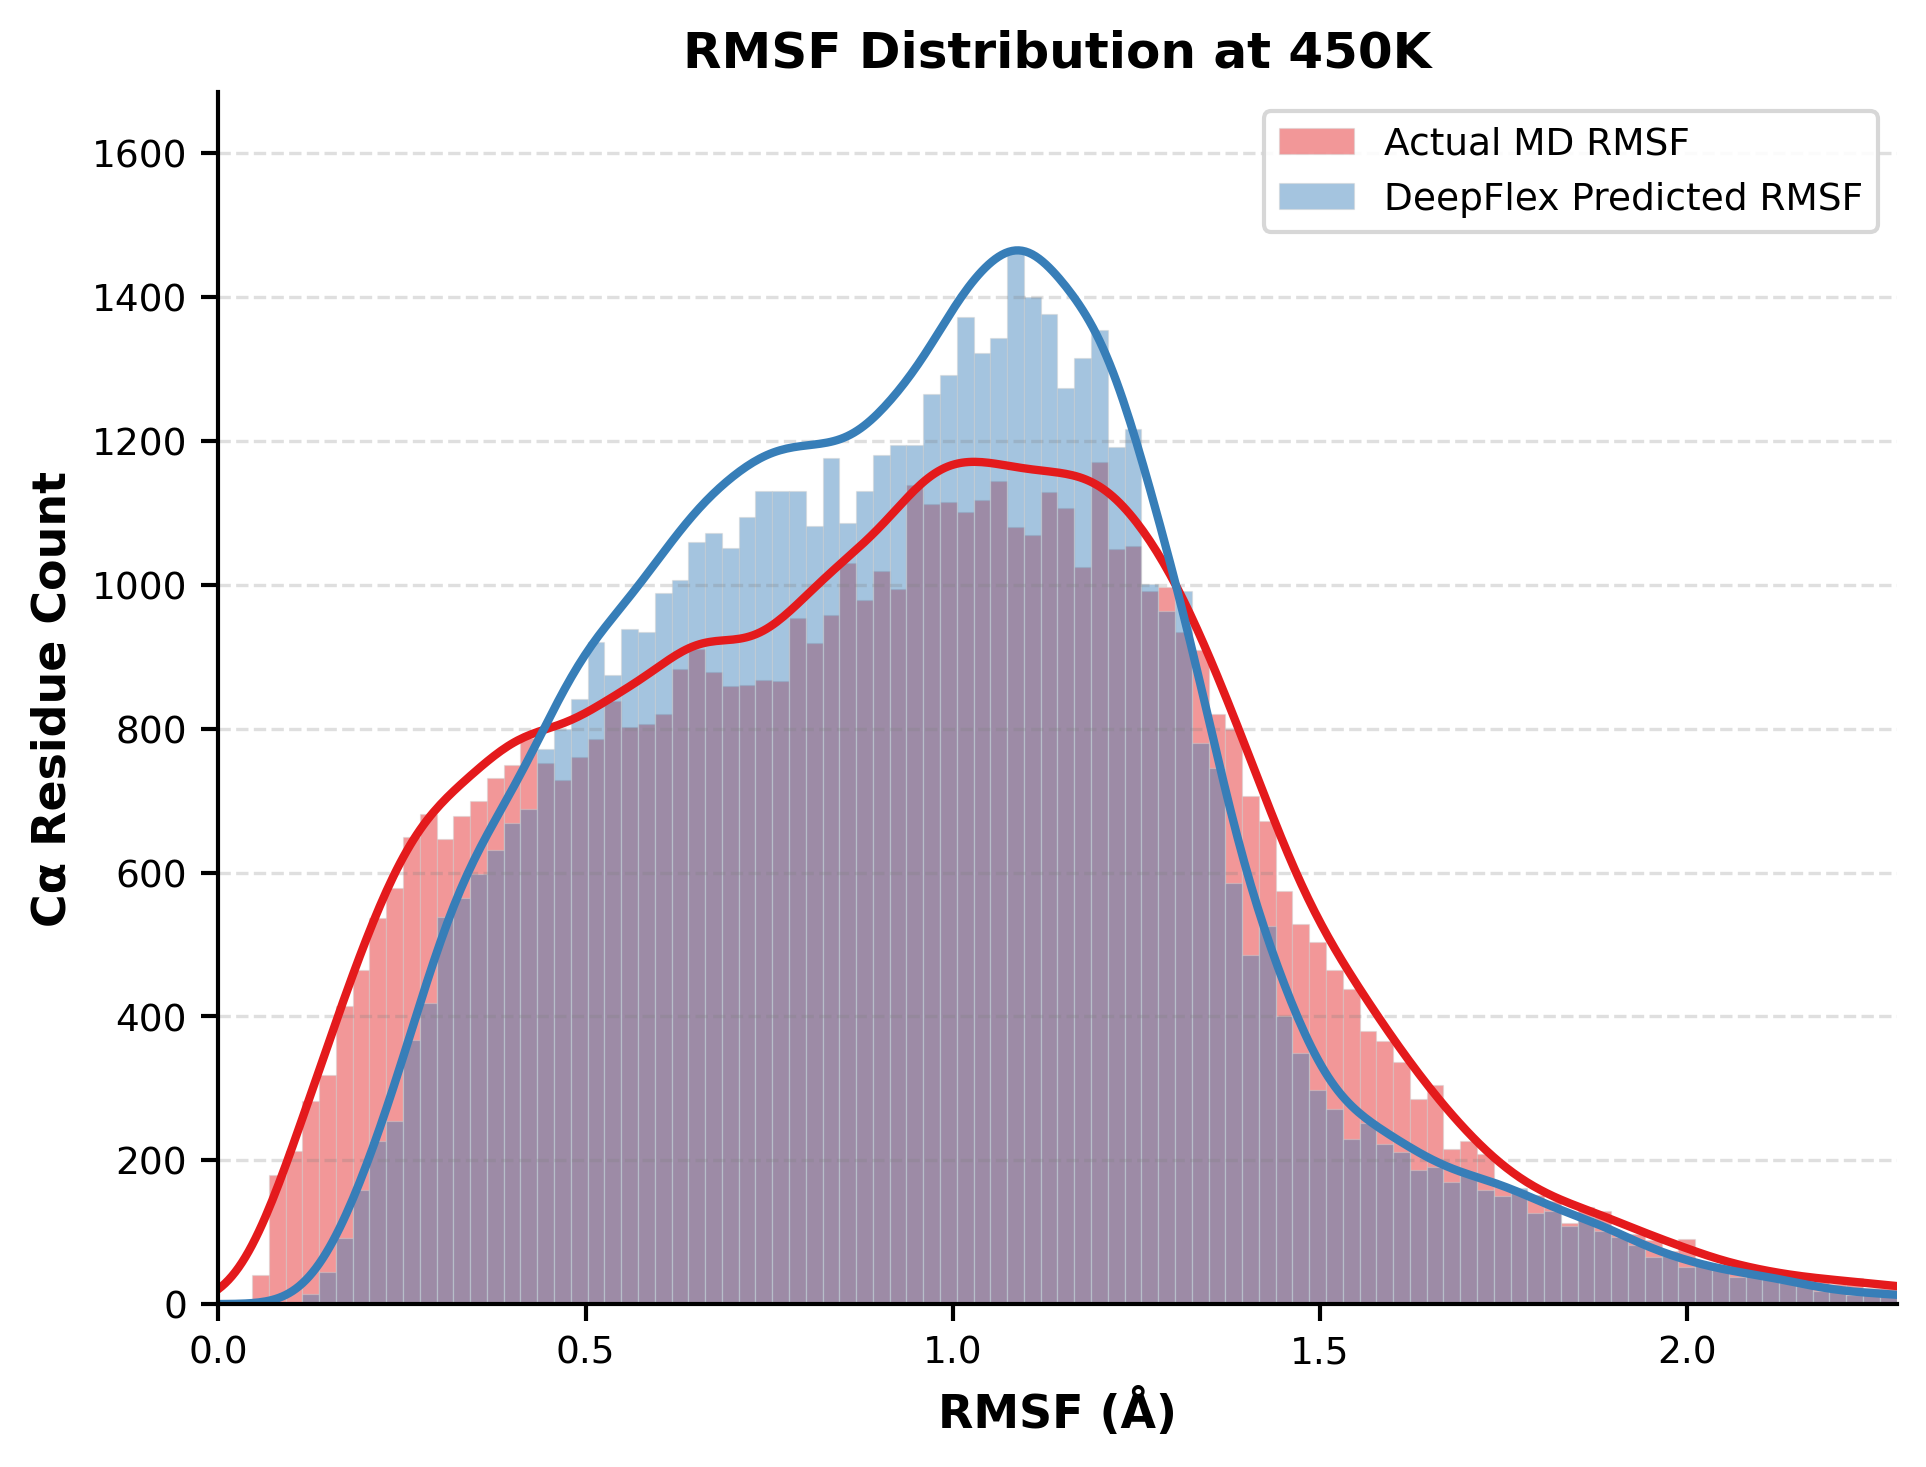 RMSF Distribution at 450K
Actual MD RMSF
DeepFlex Predicted RMSF
Cα Residue Count
1600
1400
1200
1000
800
600
400
200
0
0.0 0.5 1.0 1.5 2.0
RMSF (Å)